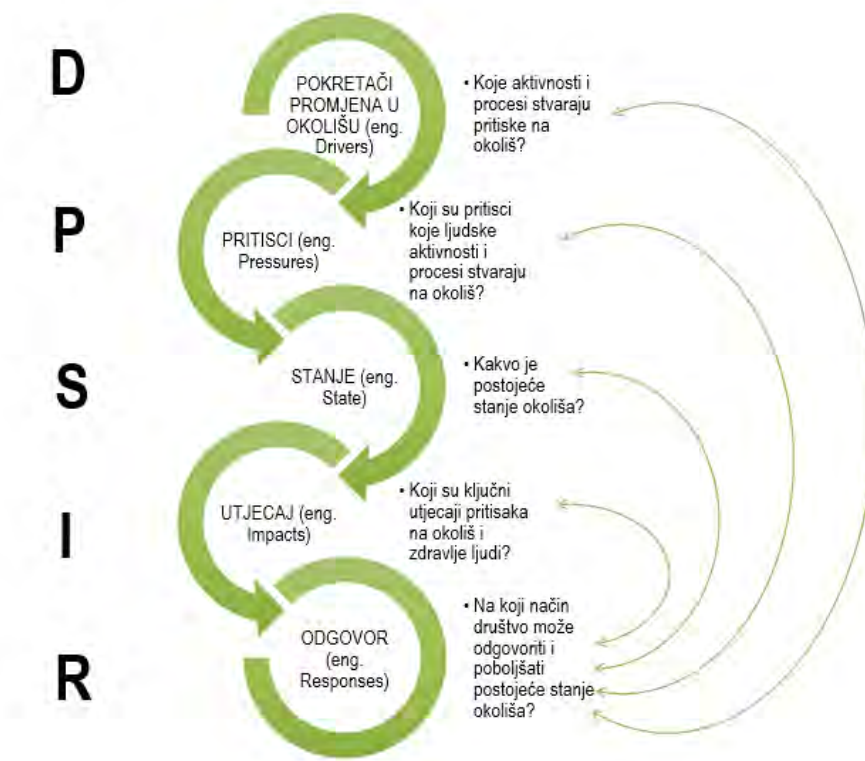 D
POKRETAČI
PROMJENA U
OKOLIŠU (eng.
Drivers)
• Koje aktivnosti i
procesi stvaraju
pritiske na
okoliš?
P
PRITISCI (eng.
Pressures)
• Koji su pritisci
koje ljudske
aktivnosti i
procesi stvaraju
na okoliš?
S
STANJE (eng.
State)
• Kakvo je
postojeće
stanje okoliša?
I
UTJECAJ (eng.
Impacts)
• Koji su ključni
utjecaji pritisaka
na okoliš i
zdravlje ljudi?
R
ODGOVOR
(eng.
Responses)
• Na koji način
društvo može
odgovoriti i
poboljšati
postojeće stanje
okoliša?